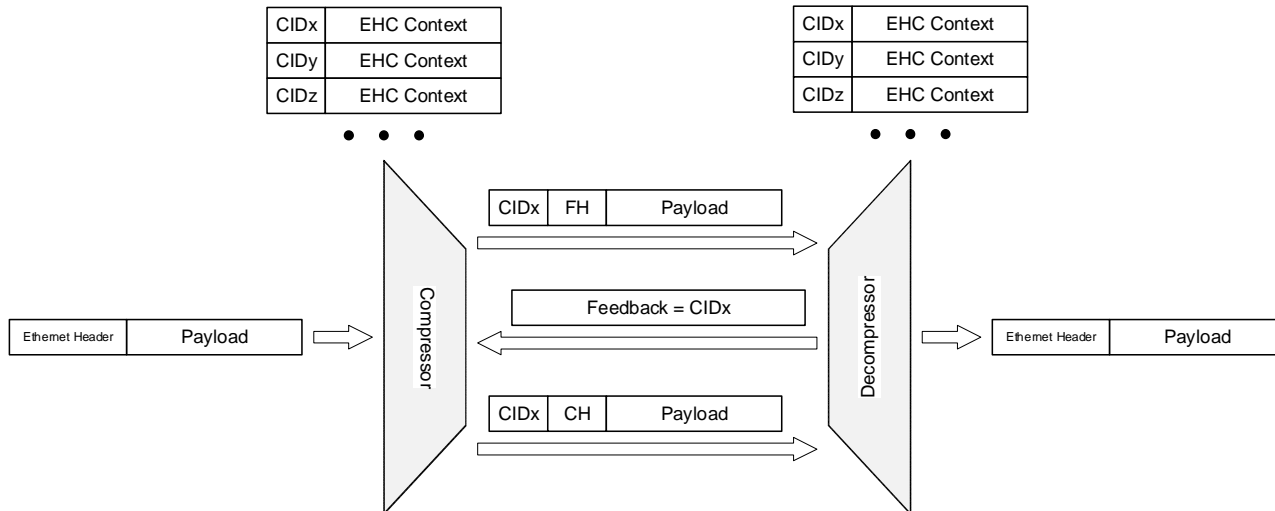 CIDx EHC Context
CIDy EHC Context
CIDz EHC Context
CIDx EHC Context
CIDy EHC Context
CIDz EHC Context
CIDx FH Payload
Compressor
Decompressor
Feedback = CIDx
Ethernet Header Payload
Ethernet Header Payload
CIDx CH Payload